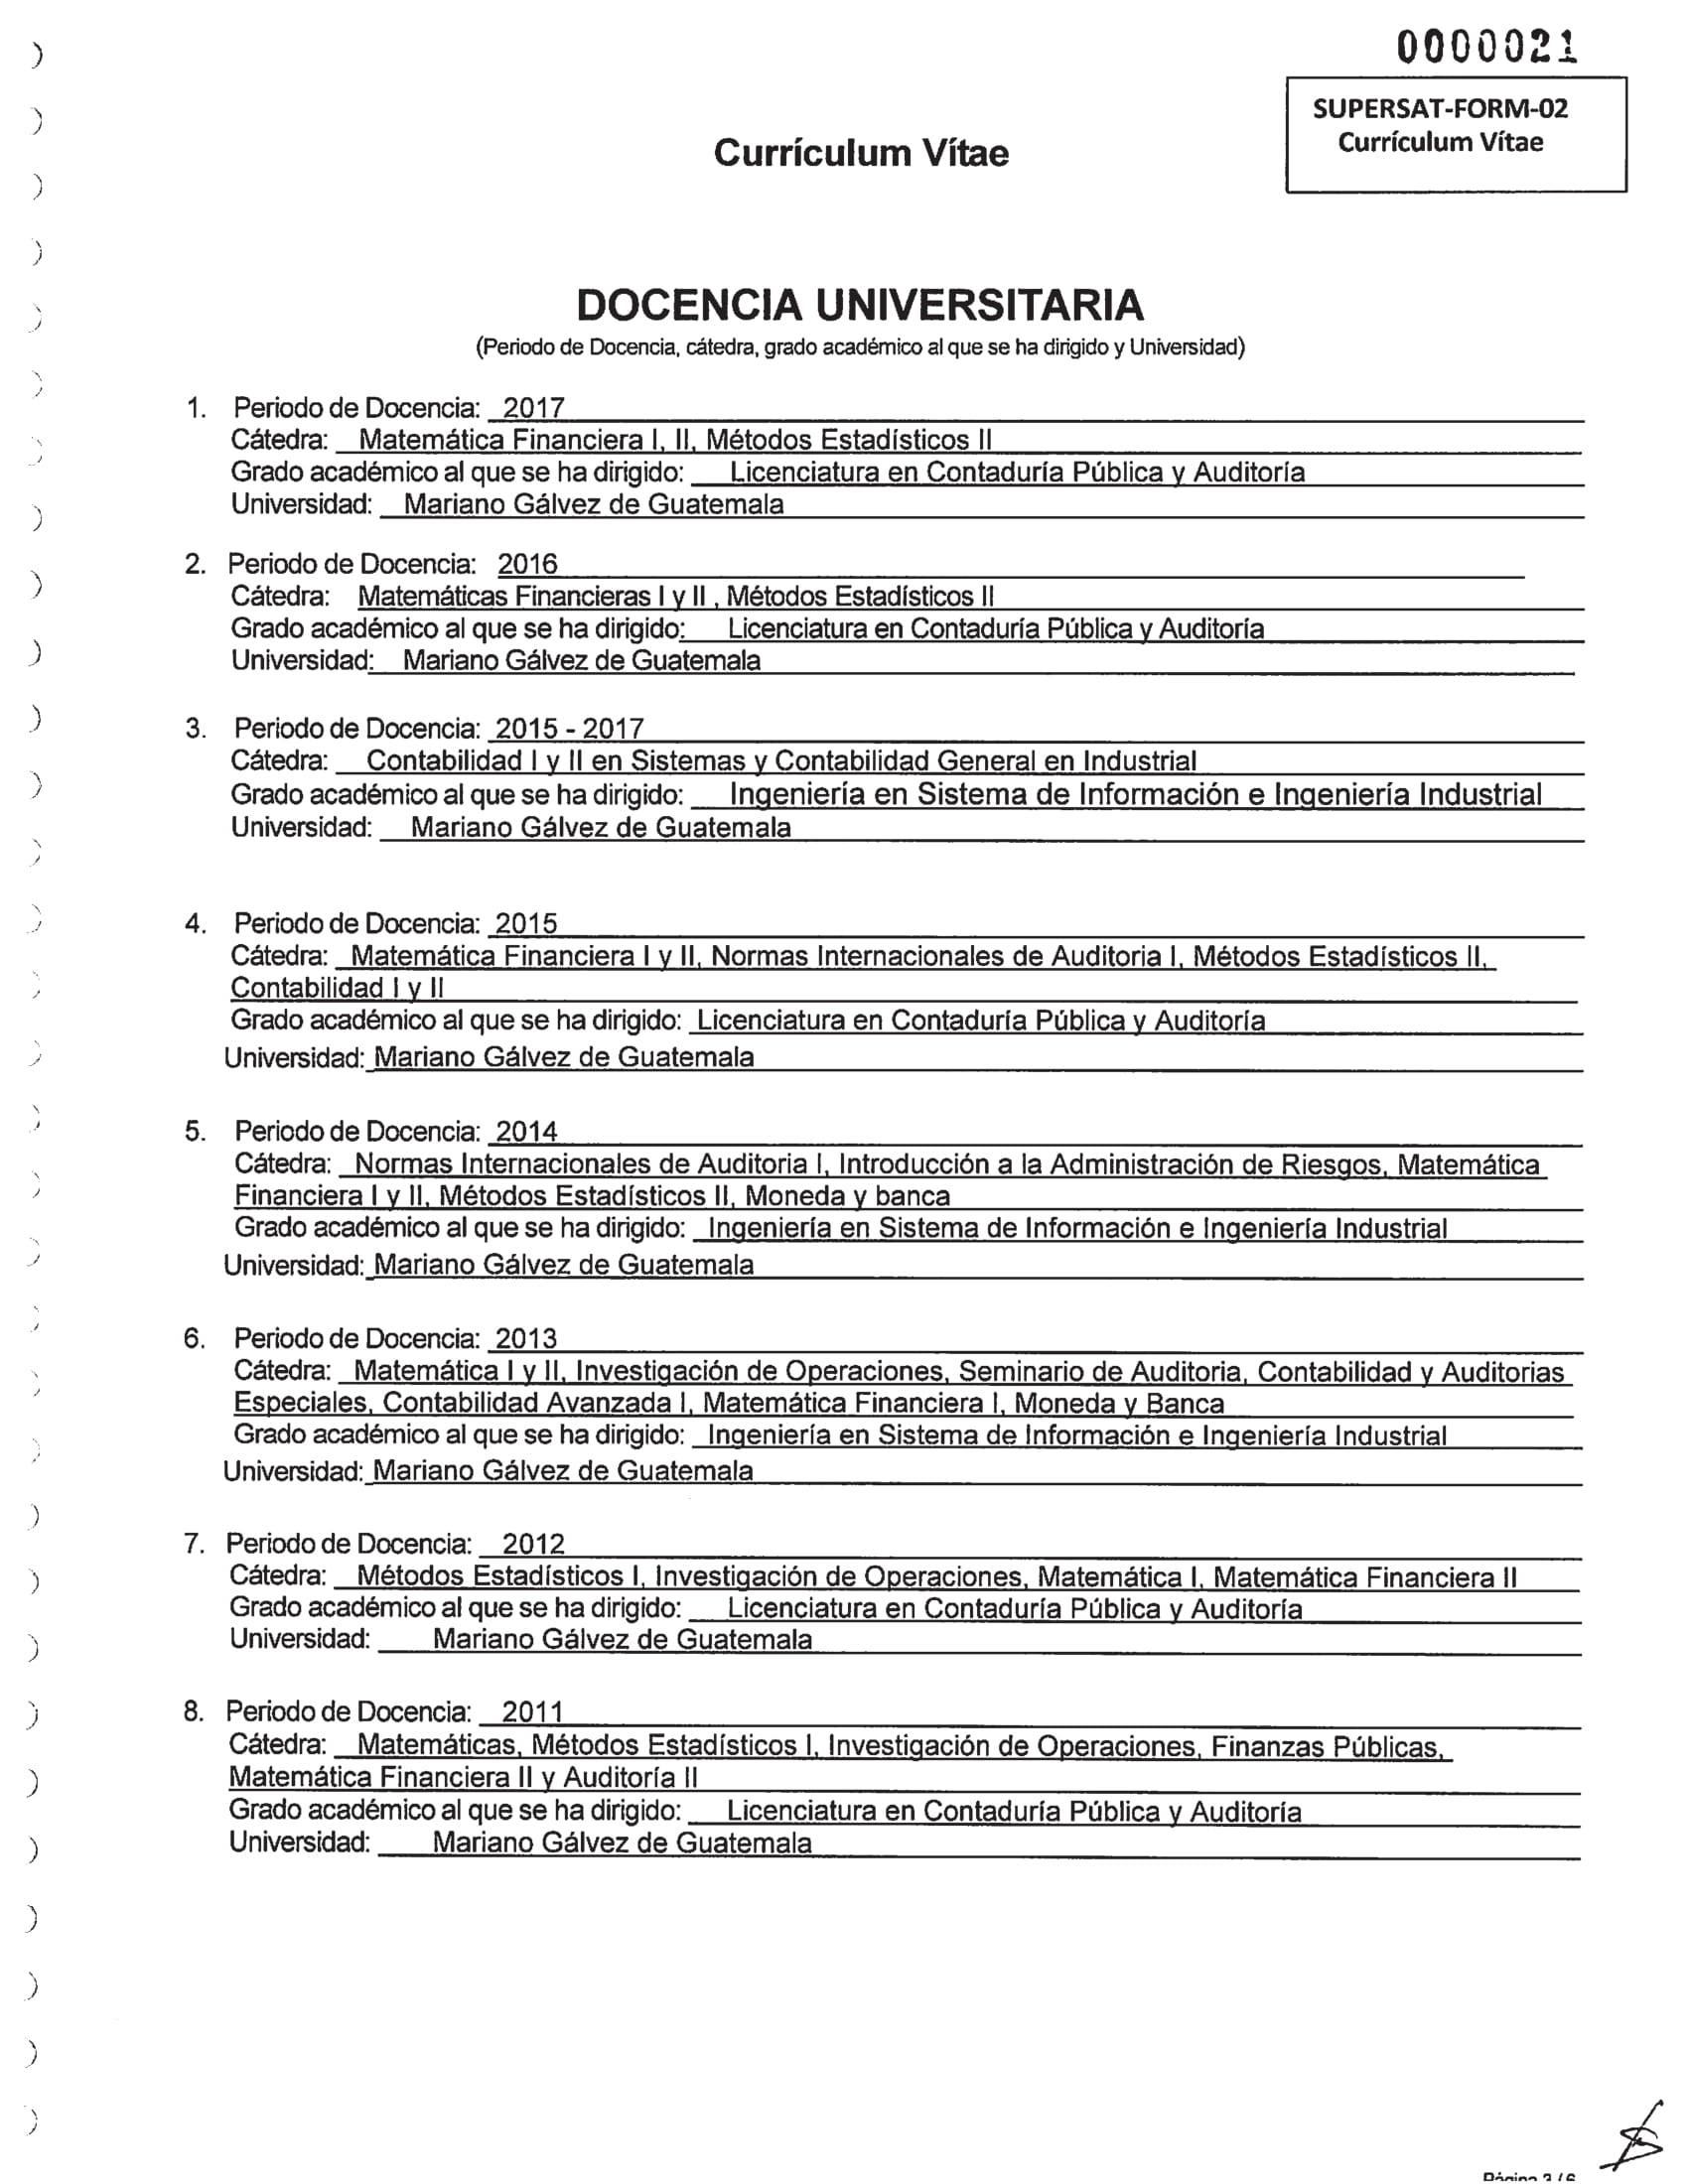 0000021
SUPERSAT-FORM-02
Currículum Vítae
Currículum Vítae
DOCENCIA UNIVERSITARIA
(Periodo de Docencia, cátedra, grado académico al que se ha dirigido y Universidad)
1. Periodo de Docencia: 2017
Cátedra: Matemática Financiera I, II, Métodos Estadísticos II
Grado académico al que se ha dirigido: Licenciatura en Contaduría Pública y Auditoría
Universidad: Mariano Gálvez de Guatemala
2. Periodo de Docencia: 2016
Cátedra: Matemáticas Financieras I y II , Métodos Estadísticos II
Grado académico al que se ha dirigido: Licenciatura en Contaduría Pública y Auditoría
Universidad: Mariano Gálvez de Guatemala
3. Periodo de Docencia: 2015 - 2017
Cátedra: Contabilidad I y II en Sistemas y Contabilidad General en Industrial
Grado académico al que se ha dirigido: Ingeniería en Sistema de Información e Ingeniería Industrial
Universidad: Mariano Gálvez de Guatemala
4. Periodo de Docencia: 2015
Cátedra: Matemática Financiera I y II, Normas Internacionales de Auditoria I, Métodos Estadísticos II,
Contabilidad I y II
Grado académico al que se ha dirigido: Licenciatura en Contaduría Pública y Auditoría
Universidad: Mariano Gálvez de Guatemala
5. Periodo de Docencia: 2014
Cátedra: Normas Internacionales de Auditoria I, Introducción a la Administración de Riesgos, Matemática
Financiera I y II, Métodos Estadísticos II, Moneda y banca
Grado académico al que se ha dirigido: Ingeniería en Sistema de Información e Ingeniería Industrial
Universidad: Mariano Gálvez de Guatemala
6. Periodo de Docencia: 2013
Cátedra: Matemática I y II, Investigación de Operaciones, Seminario de Auditoria, Contabilidad y Auditorias
Especiales, Contabilidad Avanzada I, Matemática Financiera I, Moneda y Banca
Grado académico al que se ha dirigido: Ingeniería en Sistema de Información e Ingeniería Industrial
Universidad: Mariano Gálvez de Guatemala
7. Periodo de Docencia: 2012
Cátedra: Métodos Estadísticos I, Investigación de Operaciones, Matemática I, Matemática Financiera II
Grado académico al que se ha dirigido: Licenciatura en Contaduría Pública y Auditoría
Universidad: Mariano Gálvez de Guatemala
8. Periodo de Docencia: 2011
Cátedra: Matemáticas, Métodos Estadísticos I, Investigación de Operaciones, Finanzas Públicas,
Matemática Financiera II y Auditoría II
Grado académico al que se ha dirigido: Licenciatura en Contaduría Pública y Auditoría
Universidad: Mariano Gálvez de Guatemala
Página 3 / 6